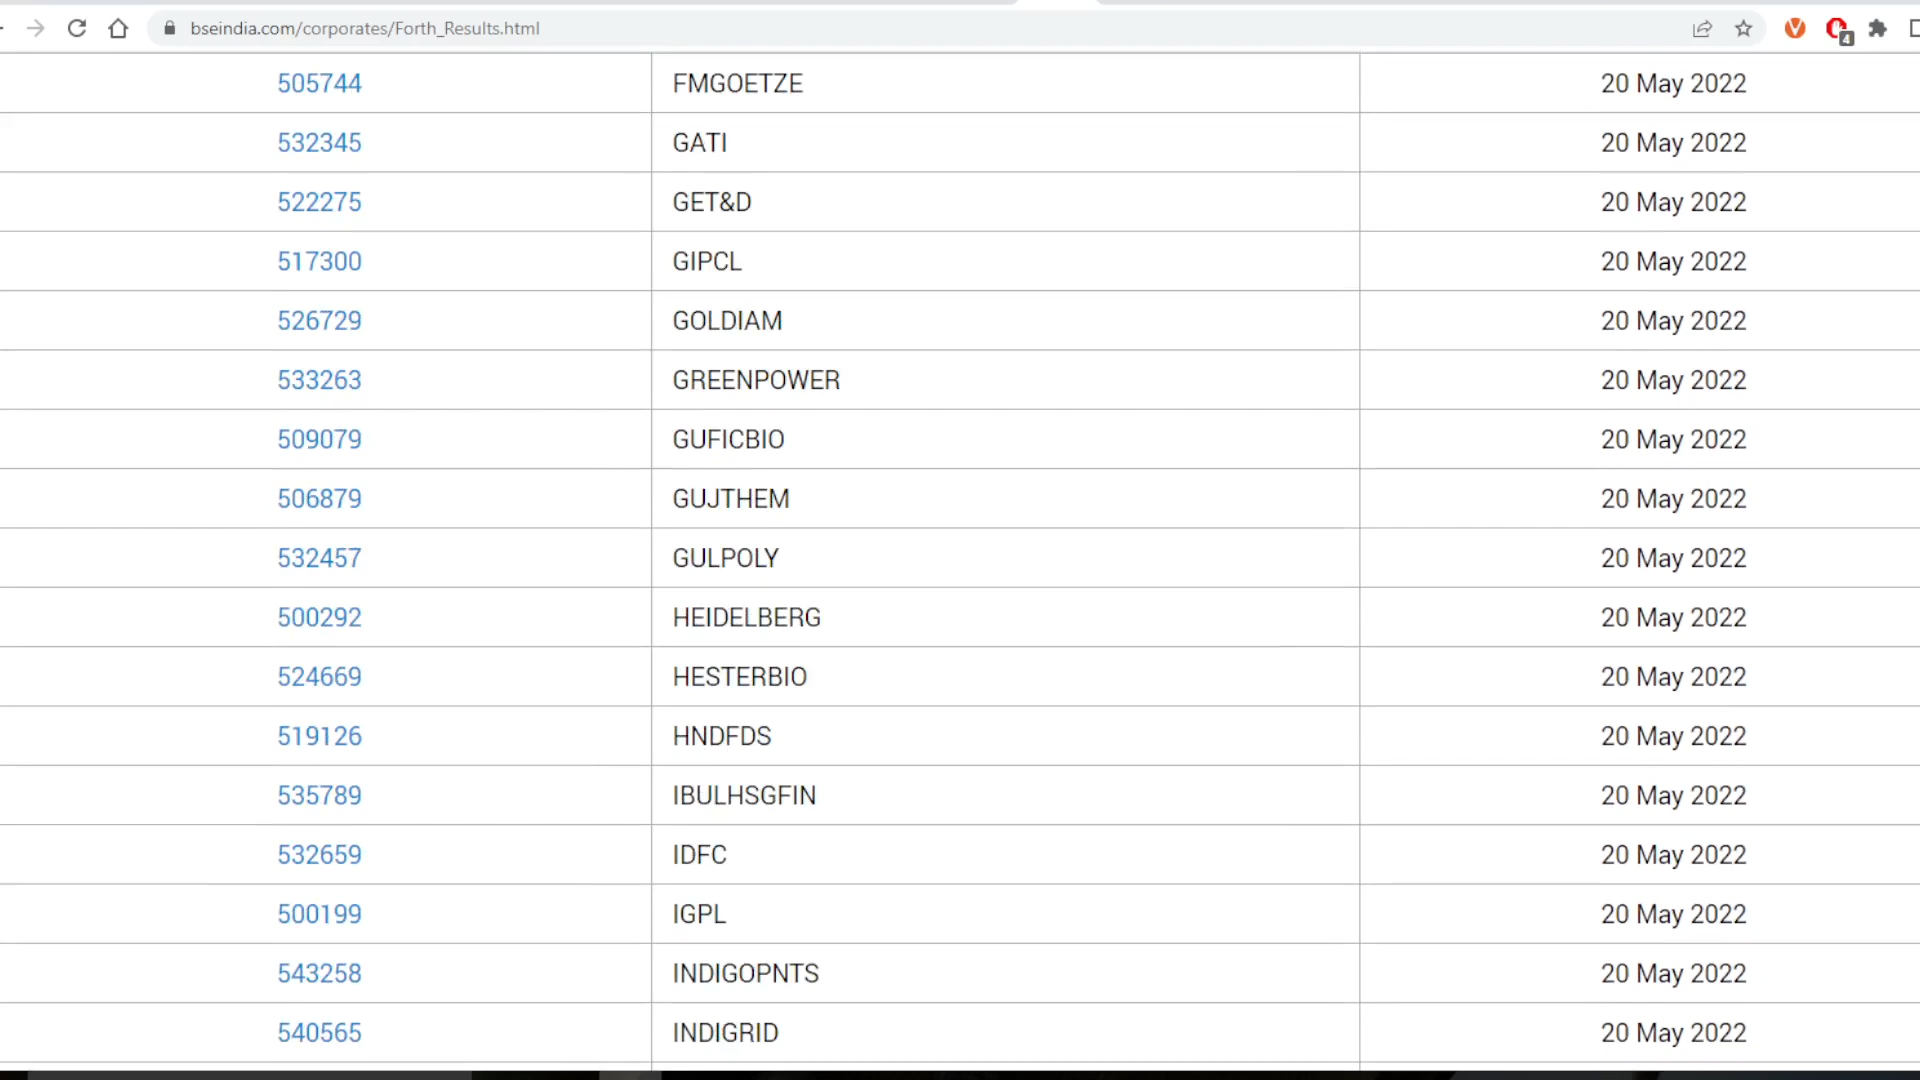 bseindia.com/corporates/Forth_Results.html
4
505744 FMGOETZE 20 May 2022
532345 GATI 20 May 2022
522275 GET&D 20 May 2022
517300 GIPCL 20 May 2022
526729 GOLDIAM 20 May 2022
533263 GREENPOWER 20 May 2022
509079 GUFICBIO 20 May 2022
506879 GUJTHEM 20 May 2022
532457 GULPOLY 20 May 2022
500292 HEIDELBERG 20 May 2022
524669 HESTERBIO 20 May 2022
519126 HNDFDS 20 May 2022
535789 IBULHSGFIN 20 May 2022
532659 IDFC 20 May 2022
500199 IGPL 20 May 2022
543258 INDIGOPNTS 20 May 2022
540565 INDIGRID 20 May 2022